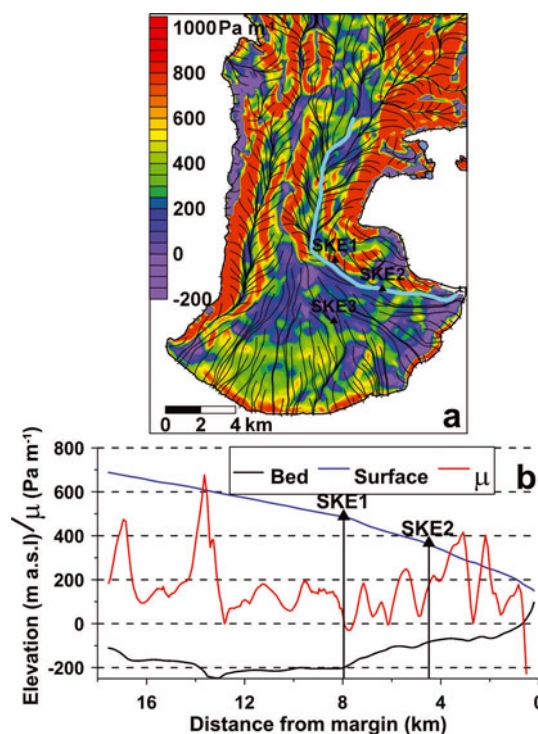 1000 Pa m-1
800
600
400
200
0
-200
SKE1
SKE2
SKE3
0 2 4 km
a
Elevation (m a.s.l)/μ (Pa m-1)
800
600
400
200
0
-200
Bed Surface μ
b
SKE1
SKE2
16 12 8 4 0
Distance from margin (km)